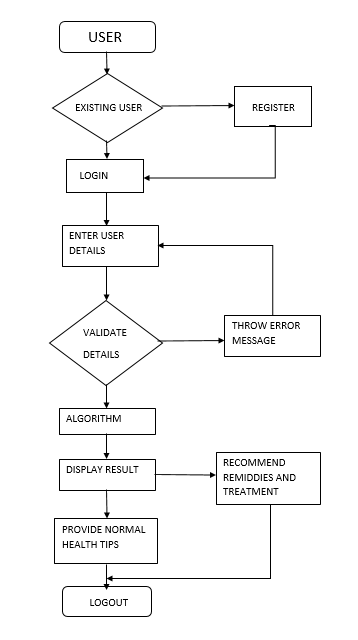 USER
EXISTING USER
REGISTER
LOGIN
ENTER USER
DETAILS
VALIDATE
DETAILS
THROW ERROR
MESSAGE
ALGORITHM
DISPLAY RESULT
RECOMMEND
REMIDDIES AND
TREATMENT
PROVIDE NORMAL
HEALTH TIPS
LOGOUT